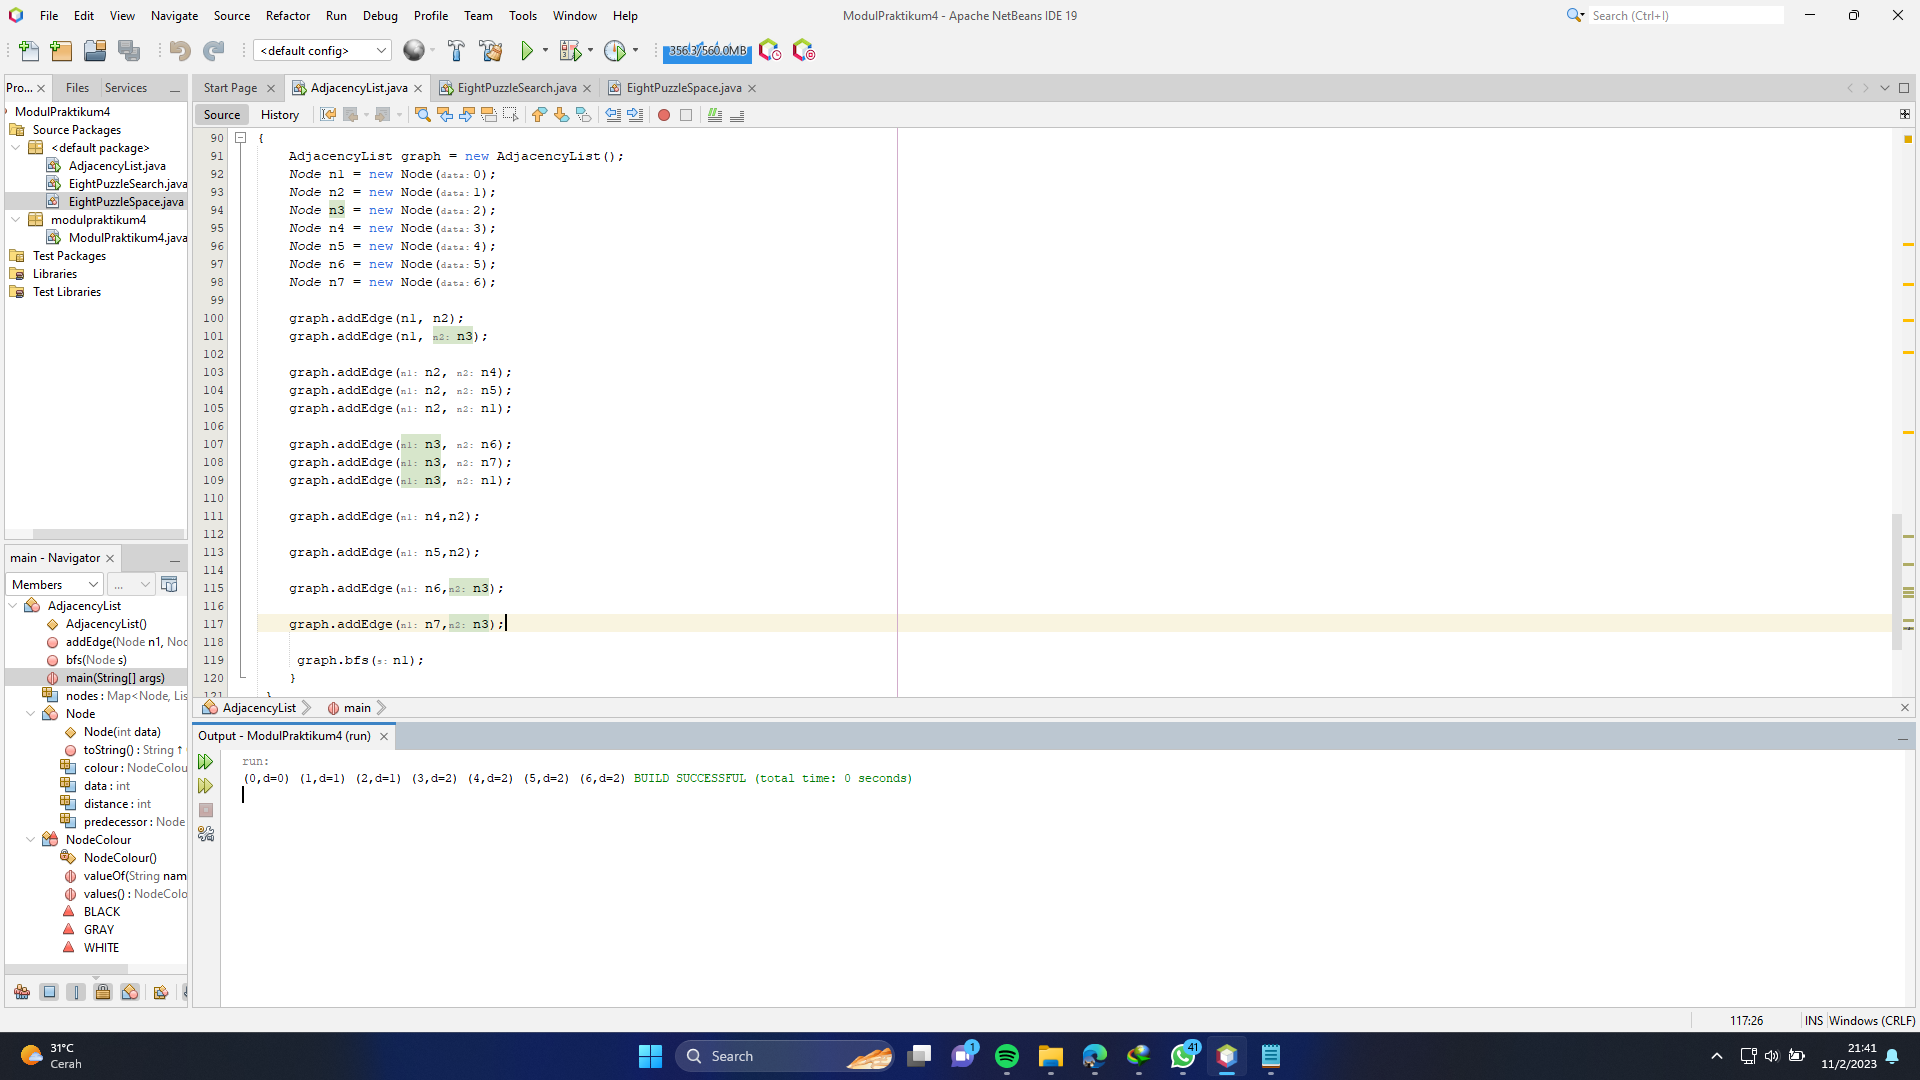 File Edit View Navigate Source Refactor Run Debug Profile Team Tools Window Help
ModulPraktikum4 - Apache NetBeans IDE 19
Search (Ctrl+I)
<default config>
356.3/560.0MB
Pro... Files Services
Start Page AdjacencyList.java EightPuzzleSearch.java EightPuzzleSpace.java
Source History
ModulPraktikum4
Source Packages
<default package>
AdjacencyList.java
EightPuzzleSearch.java
EightPuzzleSpace.java
modulpraktikum4
ModulPraktikum4.java
Test Packages
Libraries
Test Libraries
90 {
91 AdjacencyList graph = new AdjacencyList();
92 Node n1 = new Node(data: 0);
93 Node n2 = new Node(data: 1);
94 Node n3 = new Node(data: 2);
95 Node n4 = new Node(data: 3);
96 Node n5 = new Node(data: 4);
97 Node n6 = new Node(data: 5);
98 Node n7 = new Node(data: 6);
99
100 graph.addEdge(n1, n2);
101 graph.addEdge(n1, n2: n3);
102
103 graph.addEdge(n1: n2, n2: n4);
104 graph.addEdge(n1: n2, n2: n5);
105 graph.addEdge(n1: n2, n2: n1);
106
107 graph.addEdge(n1: n3, n2: n6);
108 graph.addEdge(n1: n3, n2: n7);
109 graph.addEdge(n1: n3, n2: n1);
110
111 graph.addEdge(n1: n4,n2);
112
113 graph.addEdge(n1: n5,n2);
114
115 graph.addEdge(n1: n6,n2: n3);
116
117 graph.addEdge(n1: n7,n2: n3);
118
119 graph.bfs(s: n1);
120 }
121 }
AdjacencyList main
main - Navigator
Members ...
AdjacencyList
AdjacencyList()
addEdge(Node n1, Noc
bfs(Node s)
main(String[] args)
nodes : Map<Node, Lis
Node
Node(int data)
toString() : String ↑
colour : NodeColou
data : int
distance : int
predecessor : Node
NodeColour
NodeColour()
valueOf(String nam
values() : NodeColo
BLACK
GRAY
WHITE
Output - ModulPraktikum4 (run)
run:
(0,d=0) (1,d=1) (2,d=1) (3,d=2) (4,d=2) (5,d=2) (6,d=2) BUILD SUCCESSFUL (total time: 0 seconds)
117:26 INS Windows (CRLF)
31°C
Cerah
Search
1
41
21:41
11/2/2023